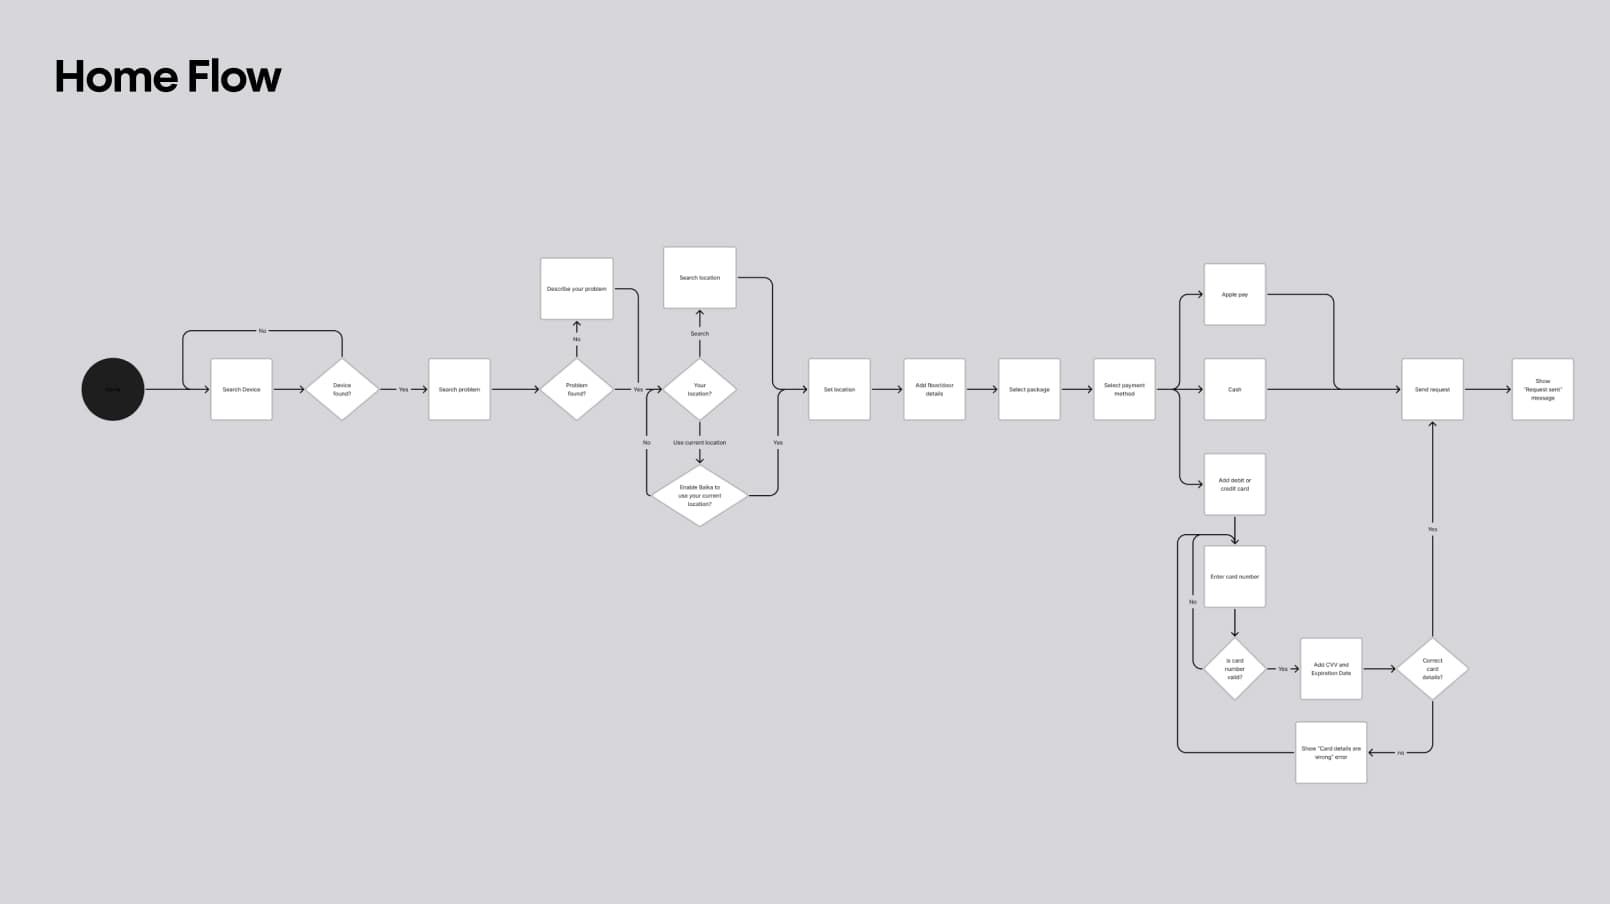 Home Flow
Home
No
Search Device
Device
found?
Yes
Search problem
Describe your problem
No
Problem
found?
Yes
Search location
Search
Your
location?
No
Use current location
Yes
Enable Balka to
use your current
location?
Set location
Add floor/door
details
Select package
Select payment
method
Apple pay
Cash
Add debit or
credit card
Enter card number
No
Is card
number
valid?
Yes
Add CVV and
Expiration Date
Correct
card
details?
Yes
no
Show "Card details are
wrong" error
Send request
Show
"Request sent"
message